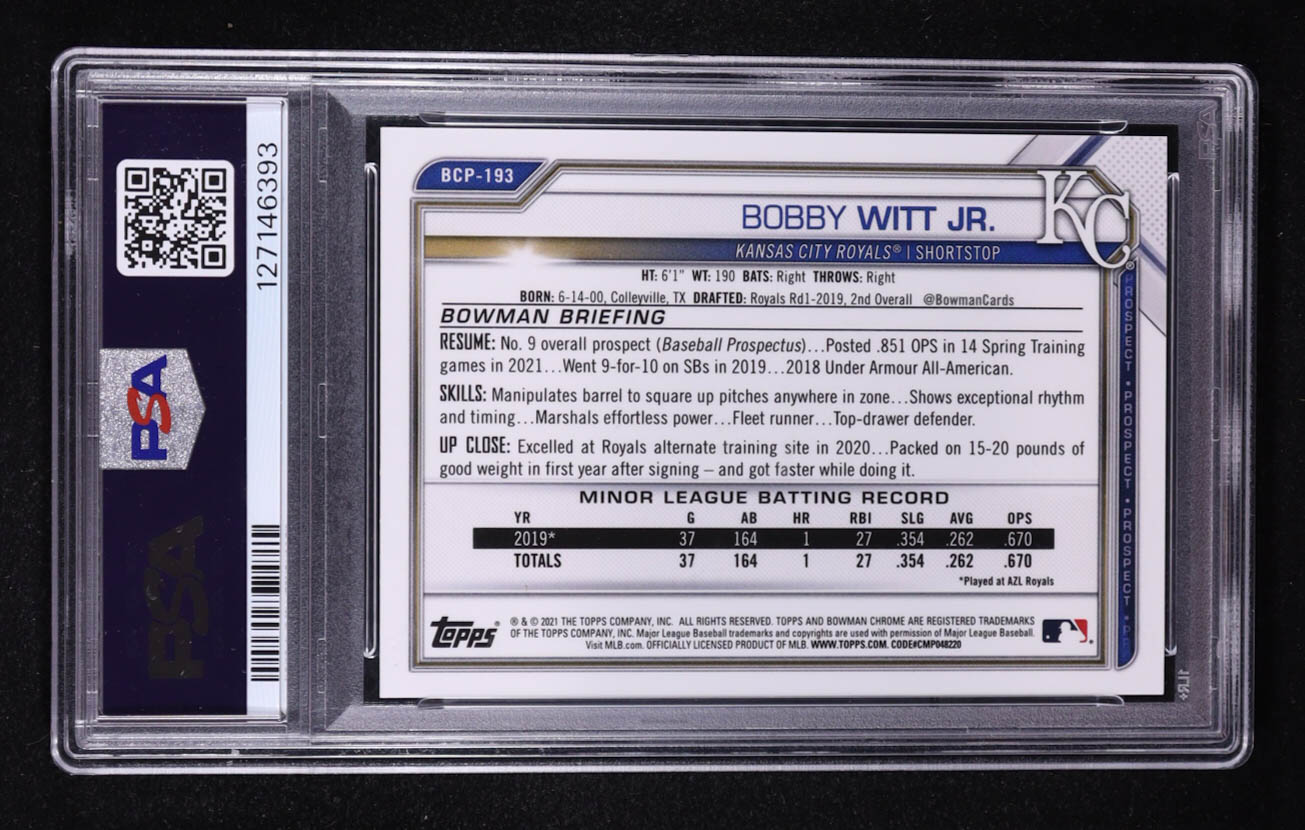 127146393
PSA
PSA
BCP-193
BOBBY WITT JR.
KC
KANSAS CITY ROYALS® | SHORTSTOP
HT: 6'1" WT: 190 BATS: Right THROWS: Right
BORN: 6-14-00, Colleyville, TX DRAFTED: Royals Rd1-2019, 2nd Overall @BowmanCards
BOWMAN BRIEFING
RESUME: No. 9 overall prospect (Baseball Prospectus)...Posted .851 OPS in 14 Spring Training
games in 2021...Went 9-for-10 on SBs in 2019...2018 Under Armour All-American.
SKILLS: Manipulates barrel to square up pitches anywhere in zone...Shows exceptional rhythm
and timing...Marshals effortless power...Fleet runner...Top-drawer defender.
UP CLOSE: Excelled at Royals alternate training site in 2020...Packed on 15-20 pounds of
good weight in first year after signing – and got faster while doing it.
MINOR LEAGUE BATTING RECORD
YR G AB HR RBI SLG AVG OPS
2019* 37 164 1 27 .354 .262 .670
TOTALS 37 164 1 27 .354 .262 .670
*Played at AZL Royals
Topps®
® & © 2021 THE TOPPS COMPANY, INC. ALL RIGHTS RESERVED. TOPPS AND BOWMAN CHROME ARE REGISTERED TRADEMARKS
OF THE TOPPS COMPANY, INC. Major League Baseball trademarks and copyrights are used with permission of Major League Baseball.
Visit MLB.com. OFFICIALLY LICENSED PRODUCT OF MLB. WWW.TOPPS.COM. CODE#CMP048220
PROSPECT • PROSPECT • PROSPECT • PROSPECT • PR
PSA